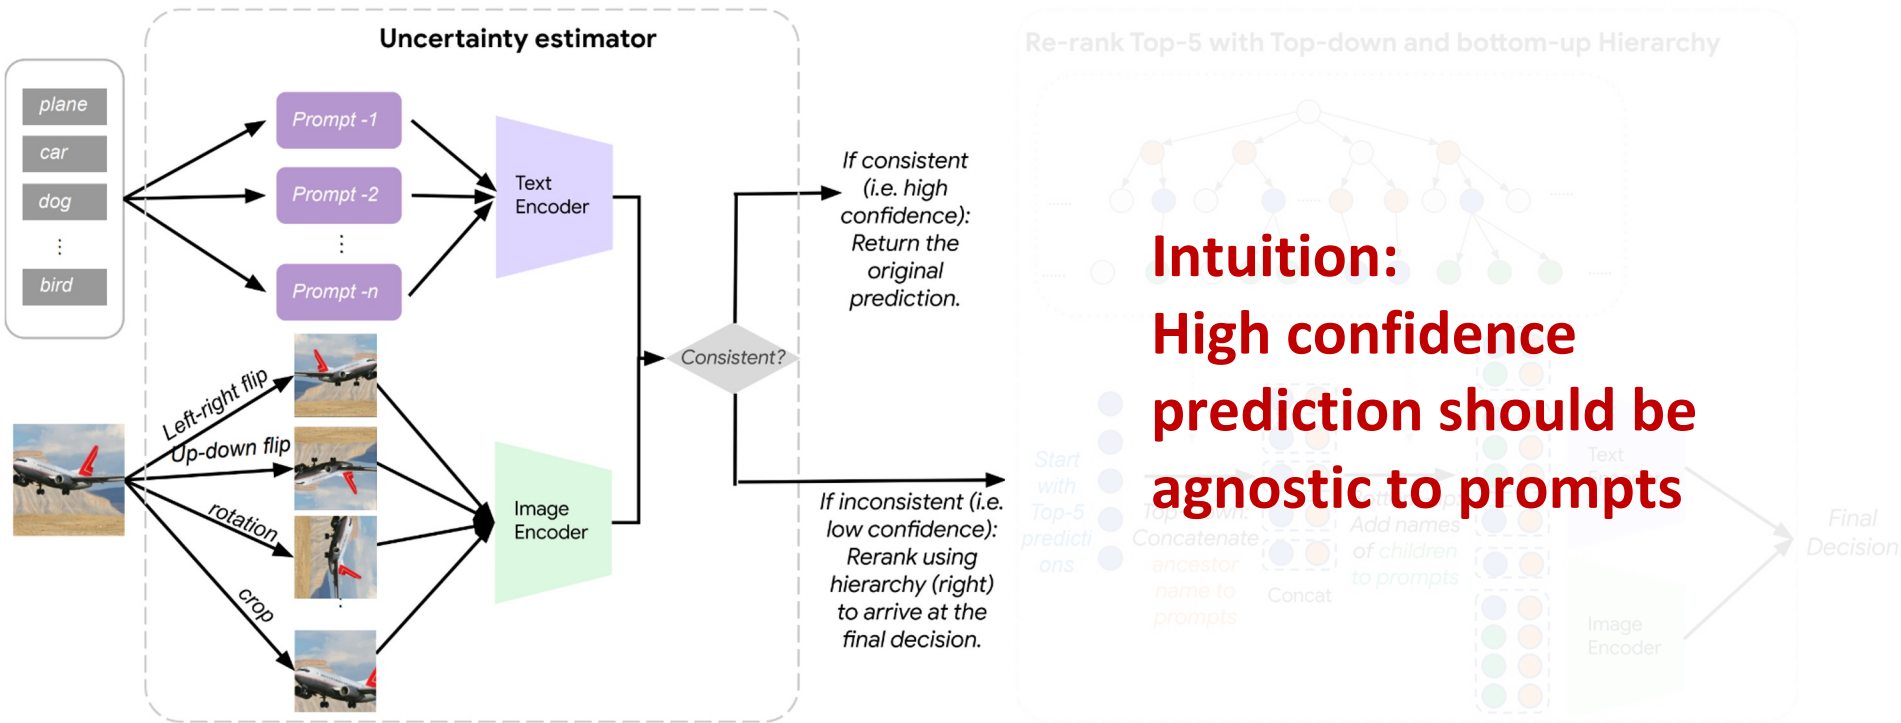 Uncertainty estimator
plane
car
dog
bird
Prompt -1
Prompt -2
Prompt -n
Text
Encoder
Left-right flip
Up-down flip
rotation
crop
Image
Encoder
Consistent?
If consistent
(i.e. high
confidence):
Return the
original
prediction.
If inconsistent (i.e.
low confidence):
Rerank using
hierarchy (right)
to arrive at the
final decision.
Re-rank Top-5 with Top-down and bottom-up Hierarchy
Intuition:
High confidence
prediction should be
agnostic to prompts
Start
with
Top-5
predicti
ons
Top-down:
Concatenate
ancestor
name to
prompts
Concat
Add names
of children
to prompts
Text
Image
Encoder
Final
Decision